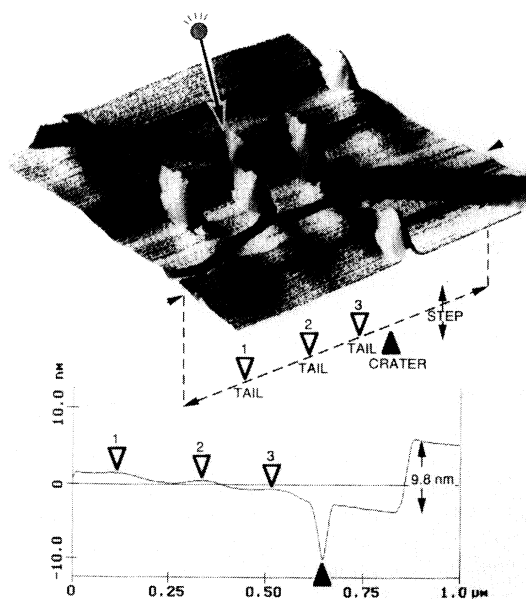 3
2
STEP
1
TAIL
TAIL
CRATER
TAIL
nM
10.0
0
-10.0
1
2
3
9.8 nm
0
0.25
0.50
0.75
1.0 μM